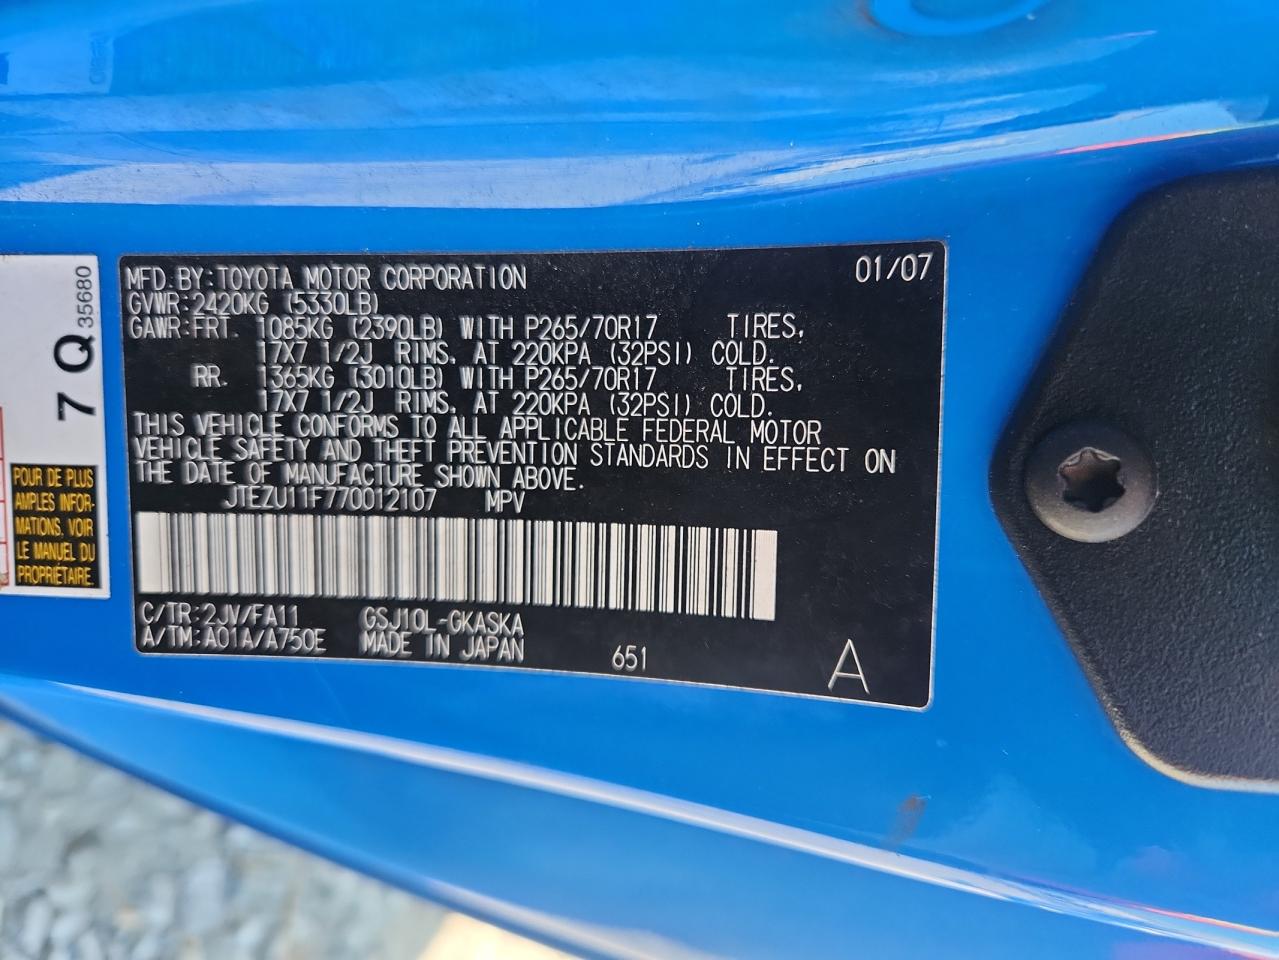 MFD. BY: TOYOTA MOTOR CORPORATION 01/07
GVWR: 2420KG (5330LB)
GAWR: FRT. 1085KG (2390LB) WITH P265/70R17 TIRES,
17X7 1/2J RIMS, AT 220KPA (32PSI) COLD.
RR. 1365KG (3010LB) WITH P265/70R17 TIRES,
17X7 1/2J RIMS, AT 220KPA (32PSI) COLD.
THIS VEHICLE CONFORMS TO ALL APPLICABLE FEDERAL MOTOR
VEHICLE SAFETY AND THEFT PREVENTION STANDARDS IN EFFECT ON
THE DATE OF MANUFACTURE SHOWN ABOVE.
JTEZU11F770012107 MPV
C/TR: 2JV/FA11 GSJ10L-GKASKA
A/TM: A01A/A750E MADE IN JAPAN 651 A
7 Q 35680
POUR DE PLUS
AMPLES INFOR-
MATIONS, VOIR
LE MANUEL DU
PROPRIÉTAIRE.